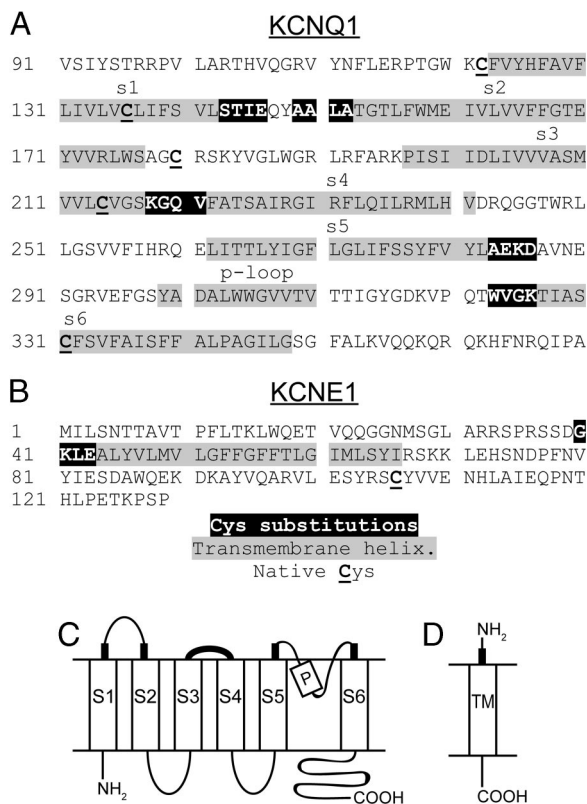 A
KCNQ1
91 VSIYSTRRPV LARTHVQGRV YNFLERPTGW KCFVYHFAVF
s1 s2
131 LIVLVCLIFS VLSTIEQYAA LATGTLFWME IVLVVFFGTE
s3
171 YVVRLWSAGC RSKYVGLWGR LRFARKPISI IDLIVVVASM
s4
211 VVLCVGSKGQ VFATSAIRGI RFLQILRMLH VDRQGGTWRL
s5
251 LGSVVFIHRQ ELITTLYIGF LGLIFSSYFV YLAEKDAVNE
p-loop
291 SGRVEFGSYA DALWWGVVTV TTIGYGDKVP QTWVGKTIAS
s6
331 CFSVFAISFF ALPAGILGSG FALKVQQKQR QKHFNRQIPA
B
KCNE1
1 MILSNTTAVT PFLTKLWQET VQQGGNMSGL ARRSPRSSDG
41 KLEALYVLMV LGFFGFFTLG IMLSYIRSKK LEHSNDPFNV
81 YIESDAWQEK DKAYVQARVL ESYRSCYVVE NHLAIEQPNT
121 HLPETKPSP
Cys substitutions
Transmembrane helix.
Native Cys
C
S1 S2 S3 S4 S5 P S6
NH2
COOH
D
NH2
TM
COOH